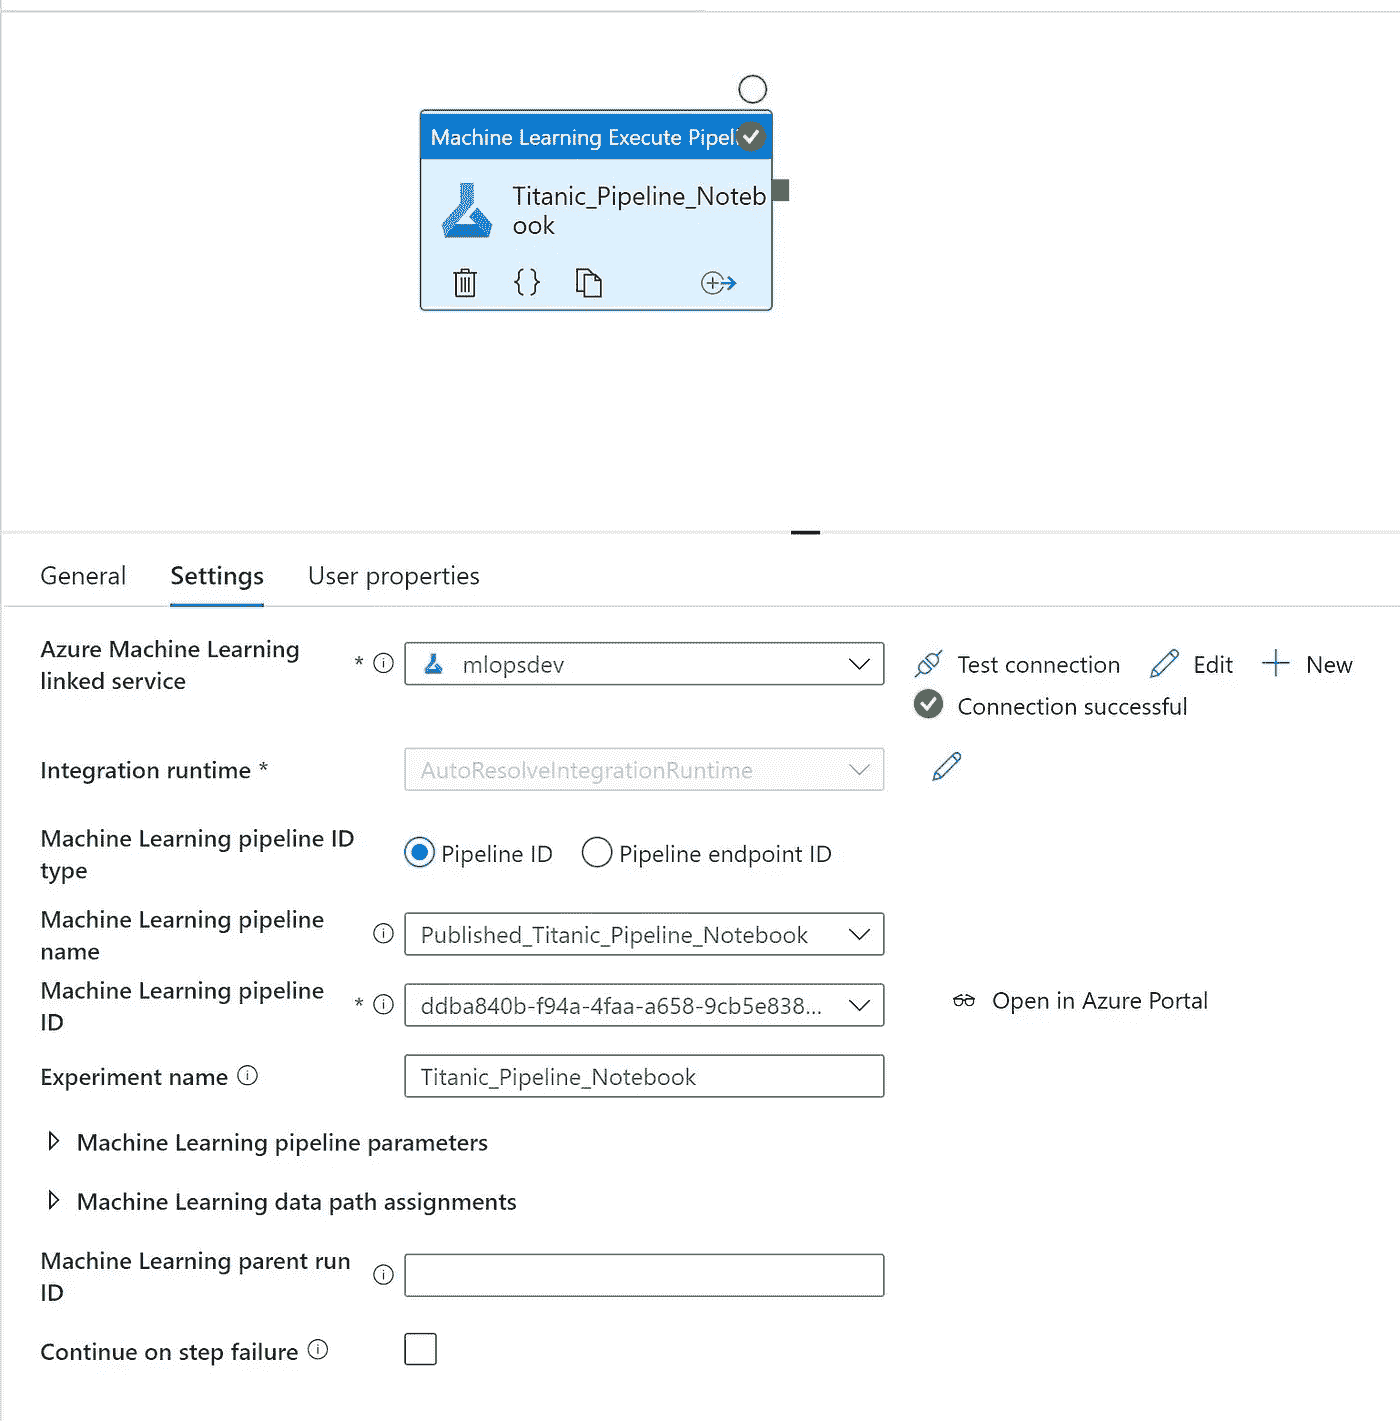 Machine Learning Execute Pipeli
Titanic_Pipeline_Noteb
ook
{}
General Settings User properties
Azure Machine Learning
linked service
* mlopsdev
Test connection Edit New
Connection successful
Integration runtime * AutoResolveIntegrationRuntime
Machine Learning pipeline ID
type
Pipeline ID Pipeline endpoint ID
Machine Learning pipeline
name
Published_Titanic_Pipeline_Notebook
Machine Learning pipeline
ID
* ddba840b-f94a-4faa-a658-9cb5e838...
Open in Azure Portal
Experiment name Titanic_Pipeline_Notebook
Machine Learning pipeline parameters
Machine Learning data path assignments
Machine Learning parent run
ID
Continue on step failure